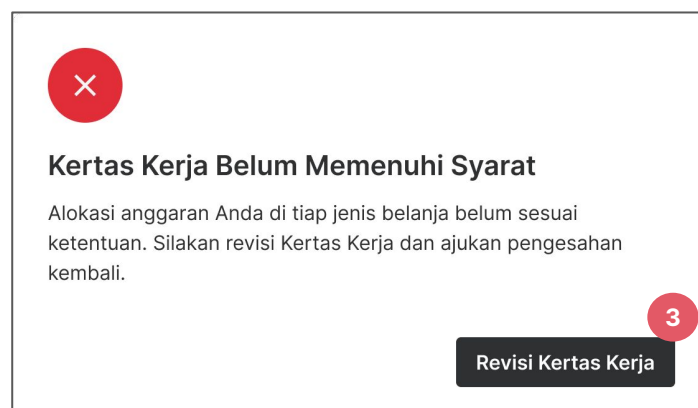 Kertas Kerja Belum Memenuhi Syarat
Alokasi anggaran Anda di tiap jenis belanja belum sesuai
ketentuan. Silakan revisi Kertas Kerja dan ajukan pengesahan
kembali.
3
Revisi Kertas Kerja